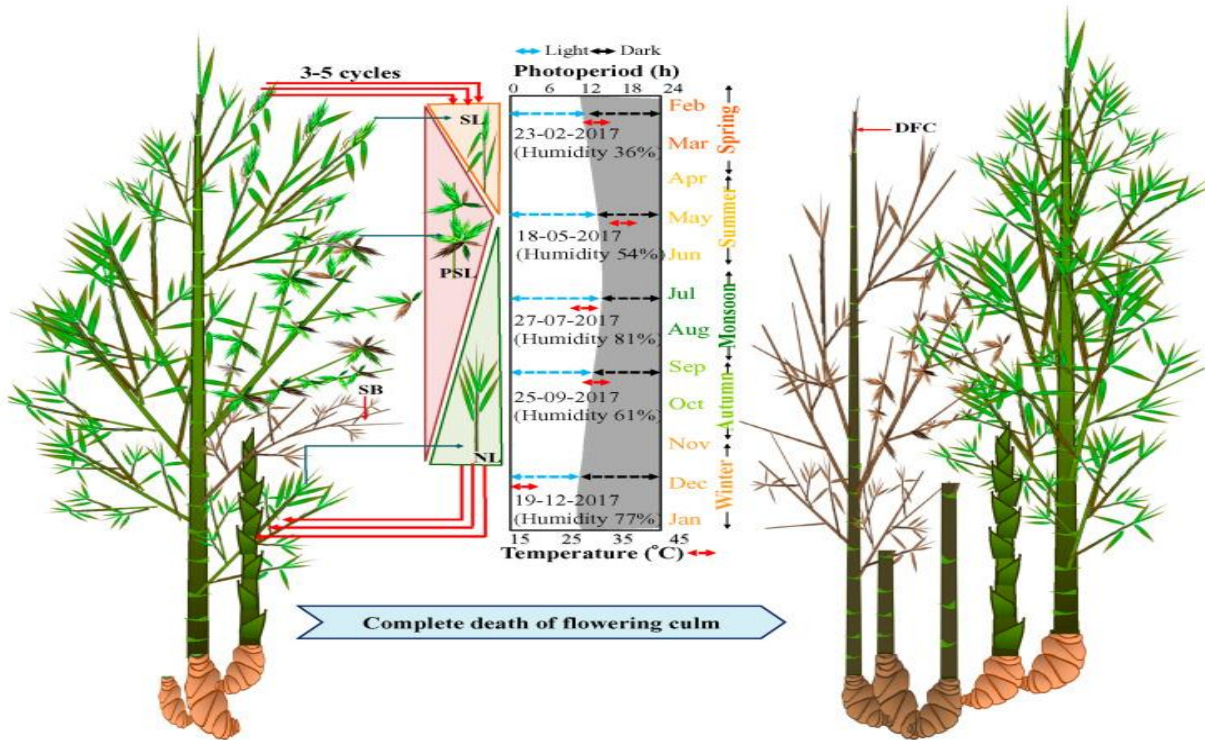 Light Dark
Photoperiod (h)
0 6 12 18 24
3-5 cycles
SL
PSL
NL
SB
23-02-2017
(Humidity 36%)
18-05-2017
(Humidity 54%)
27-07-2017
(Humidity 81%)
25-09-2017
(Humidity 61%)
19-12-2017
(Humidity 77%)
15 25 35 45
Temperature (°C)
Feb
Mar
Apr
May
Jun
Jul
Aug
Sep
Oct
Nov
Dec
Jan
Spring
Summer
Monsoon
Autumn
Winter
DFC
Complete death of flowering culm